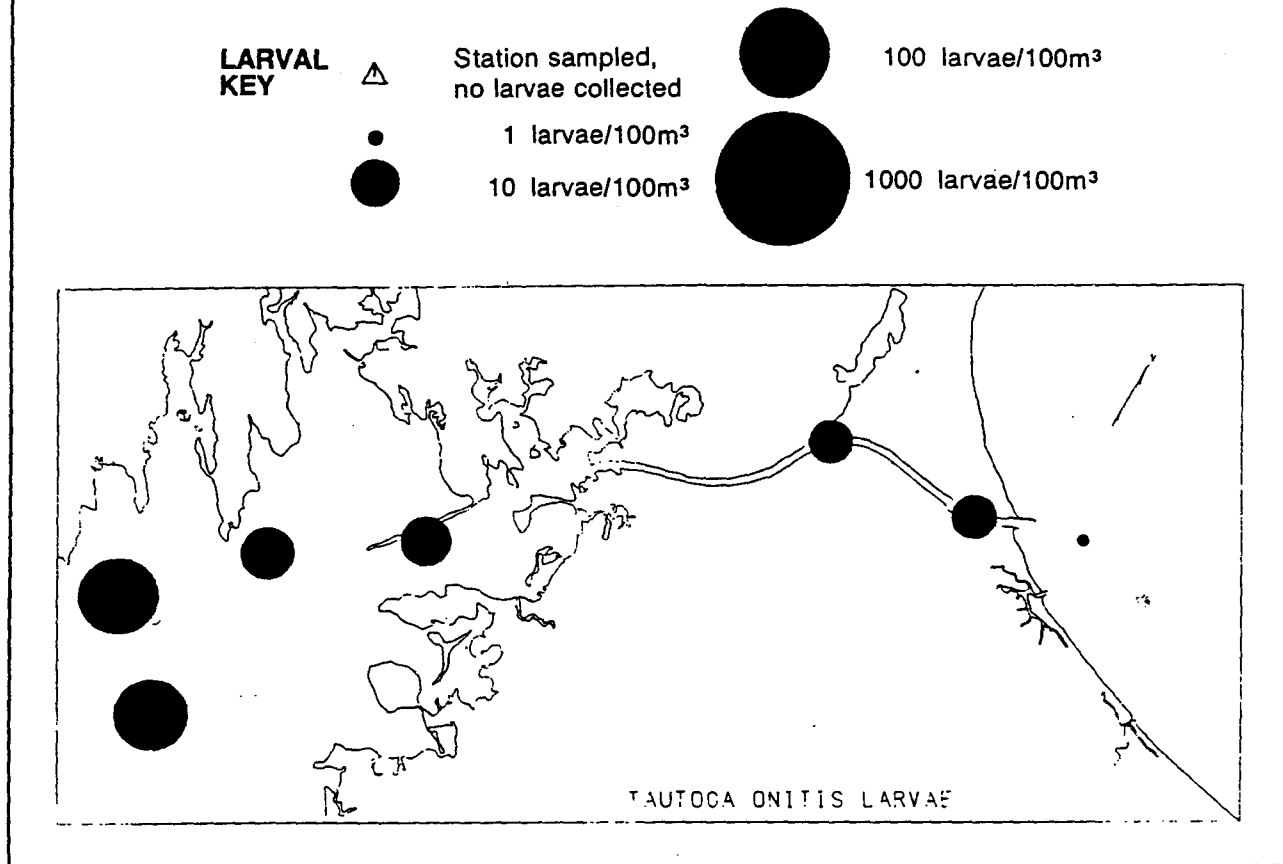 LARVAL
KEY
Station sampled,
no larvae collected
1 larvae/100m³
10 larvae/100m³
100 larvae/100m³
1000 larvae/100m³
TAUTOGA ONITIS LARVAE